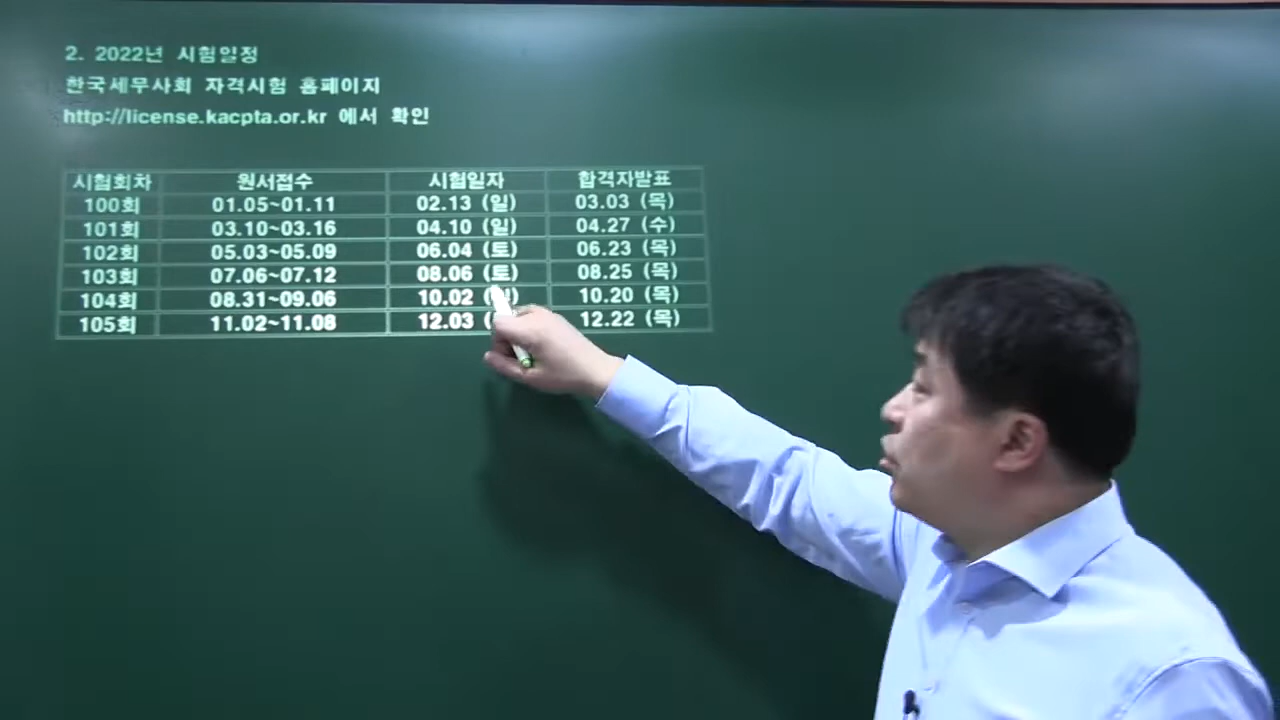 2. 2022년 시험일정
한국세무사회 자격시험 홈페이지
http://license.kacpta.or.kr 에서 확인
시험회차 원서접수 시험일자 합격자발표
100회 01.05~01.11 02.13 (일) 03.03 (목)
101회 03.10~03.16 04.10 (일) 04.27 (수)
102회 05.03~05.09 06.04 (토) 06.23 (목)
103회 07.06~07.12 08.06 (토) 08.25 (목)
104회 08.31~09.06 10.02 10.20 (목)
105회 11.02~11.08 12.03 12.22 (목)